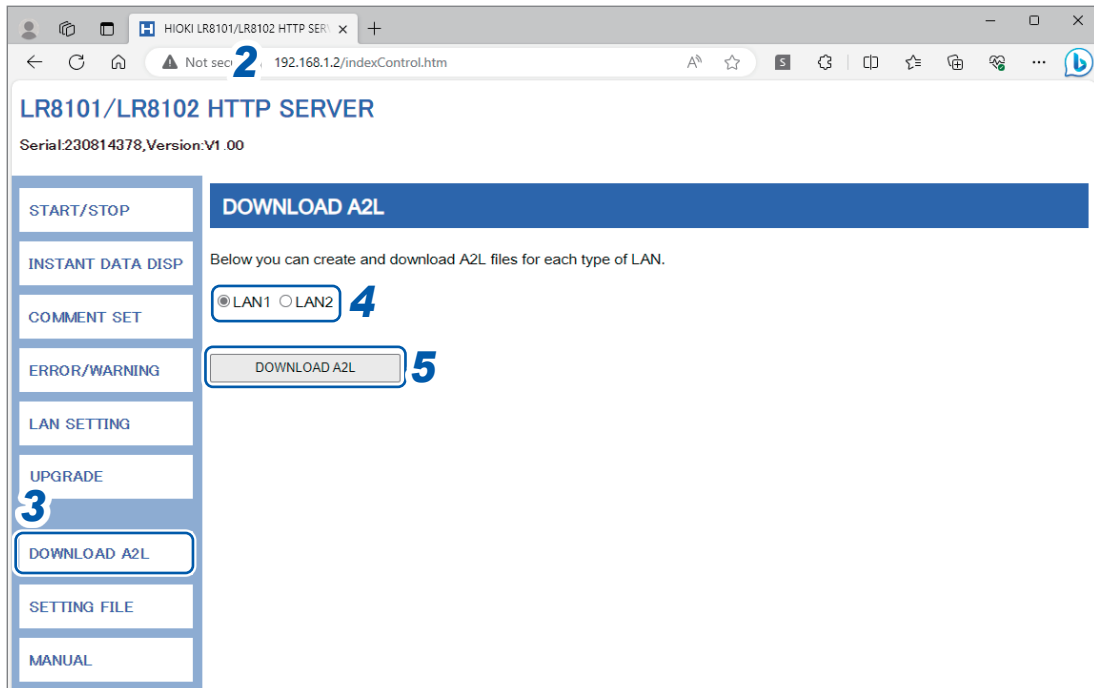 HIOKI LR8101/LR8102 HTTP SER
Not sec 2 192.168.1.2/indexControl.htm
LR8101/LR8102 HTTP SERVER
Serial:230814378,Version:V1.00
START/STOP
DOWNLOAD A2L
INSTANT DATA DISP
Below you can create and download A2L files for each type of LAN.
LAN1 LAN2 4
COMMENT SET
ERROR/WARNING
DOWNLOAD A2L 5
LAN SETTING
UPGRADE
3
DOWNLOAD A2L
SETTING FILE
MANUAL